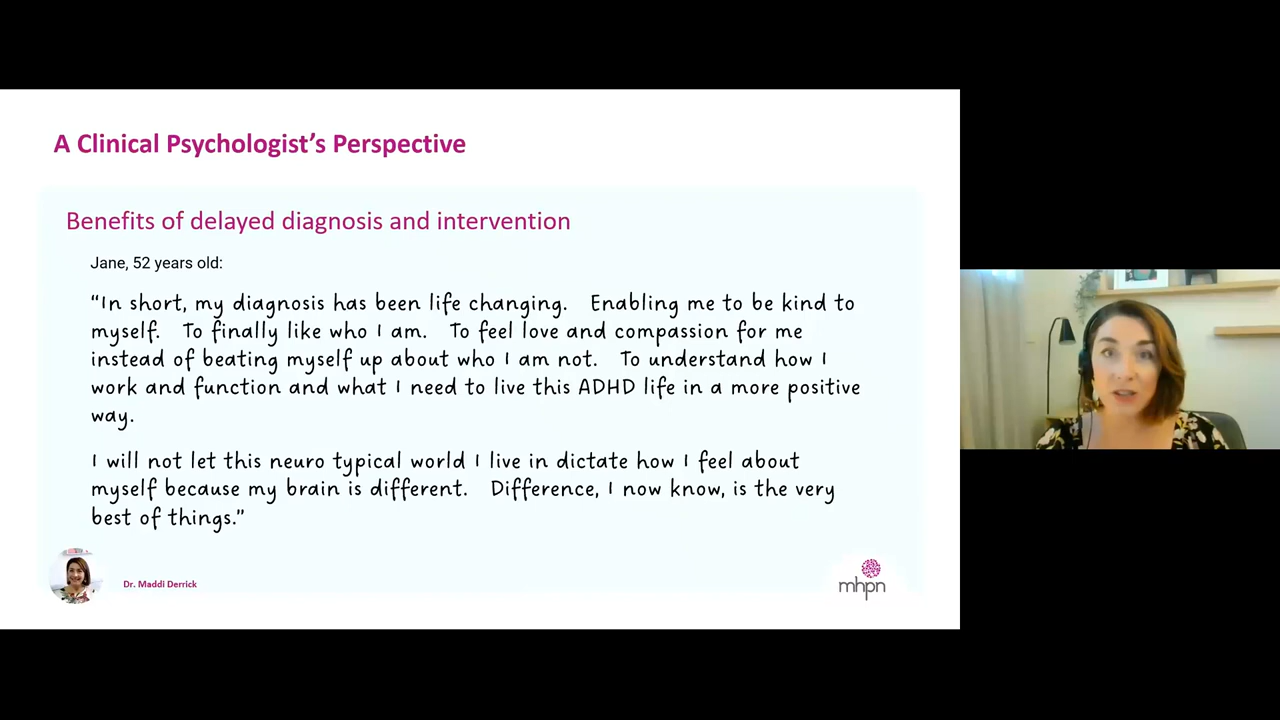 A Clinical Psychologist’s Perspective
Benefits of delayed diagnosis and intervention
Jane, 52 years old:
“In short, my diagnosis has been life changing. Enabling me to be kind to
myself. To finally like who I am. To feel love and compassion for me
instead of beating myself up about who I am not. To understand how I
work and function and what I need to live this ADHD life in a more positive
way.
I will not let this neuro typical world I live in dictate how I feel about
myself because my brain is different. Difference, I now know, is the very
best of things.”
Dr. Maddi Derrick
mhpn